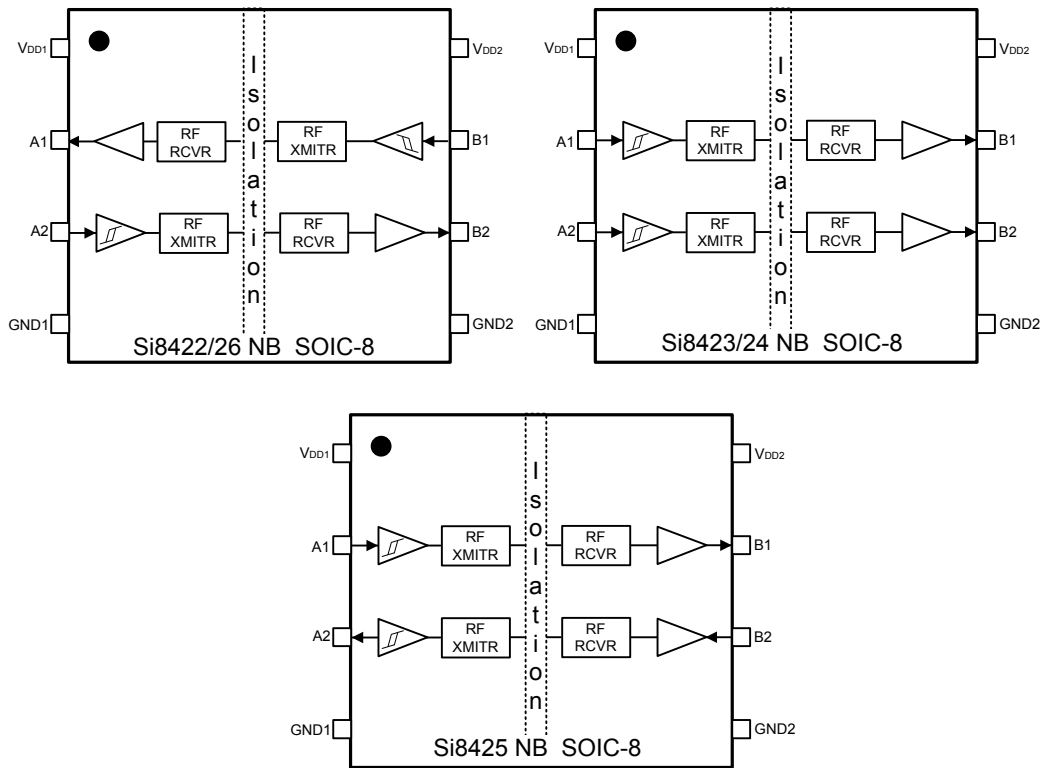 VDD1
VDD2
A1
RF
RCVR
RF
XMITR
B1
A2
RF
XMITR
RF
RCVR
B2
GND1
GND2
Isolation
Si8422/26 NB SOIC-8
VDD1
VDD2
A1
RF
XMITR
RF
RCVR
B1
A2
RF
XMITR
RF
RCVR
B2
GND1
GND2
Isolation
Si8423/24 NB SOIC-8
VDD1
VDD2
A1
RF
XMITR
RF
RCVR
B1
A2
RF
XMITR
RF
RCVR
B2
GND1
GND2
Isolation
Si8425 NB SOIC-8